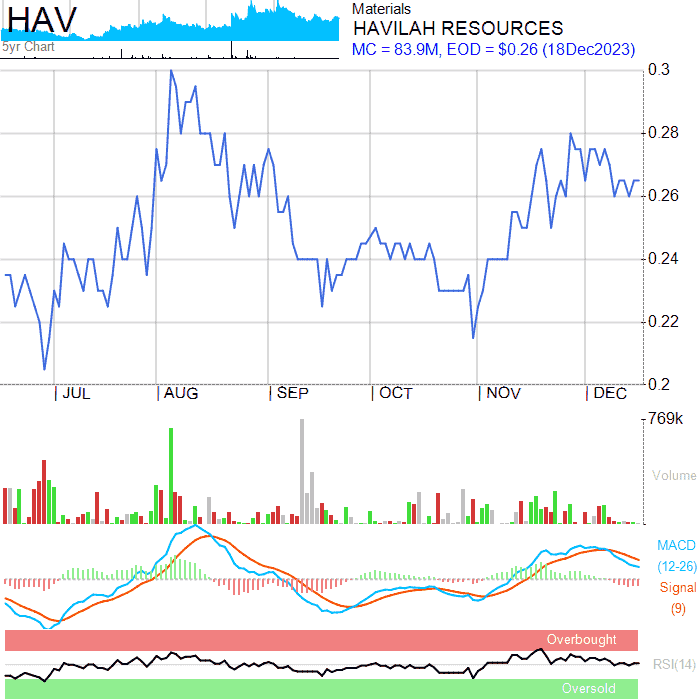 HAV
5yr Chart
Materials
HAVILAH RESOURCES
MC = 83.9M, EOD = $0.26 (18Dec2023)
0.3
0.28
0.26
0.24
0.22
0.2
JUL
AUG
SEP
OCT
NOV
DEC
769k
Volume
MACD
(12-26)
Signal
(9)
Overbought
RSI(14)
Oversold